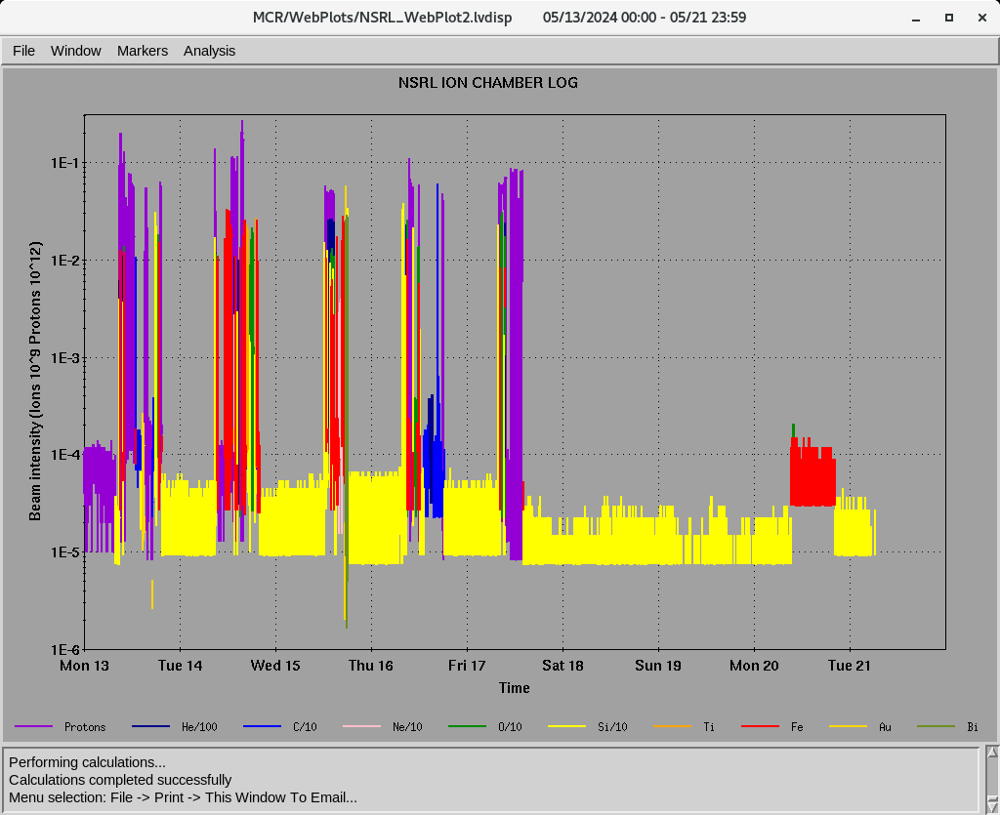 MCR/WebPlots/NSRL_WebPlot2.lvdisp 05/13/2024 00:00 - 05/21 23:59
File Window Markers Analysis
NSRL ION CHAMBER LOG
Beam intensity (Ions 10^9 Protons 10^12)
1E-1
1E-2
1E-3
1E-4
1E-5
1E-6
Mon 13 Tue 14 Wed 15 Thu 16 Fri 17 Sat 18 Sun 19 Mon 20 Tue 21
Time
Protons He/100 C/10 Ne/10 O/10 Si/10 Ti Fe Au Bi
Performing calculations...
Calculations completed successfully
Menu selection: File -> Print -> This Window To Email...